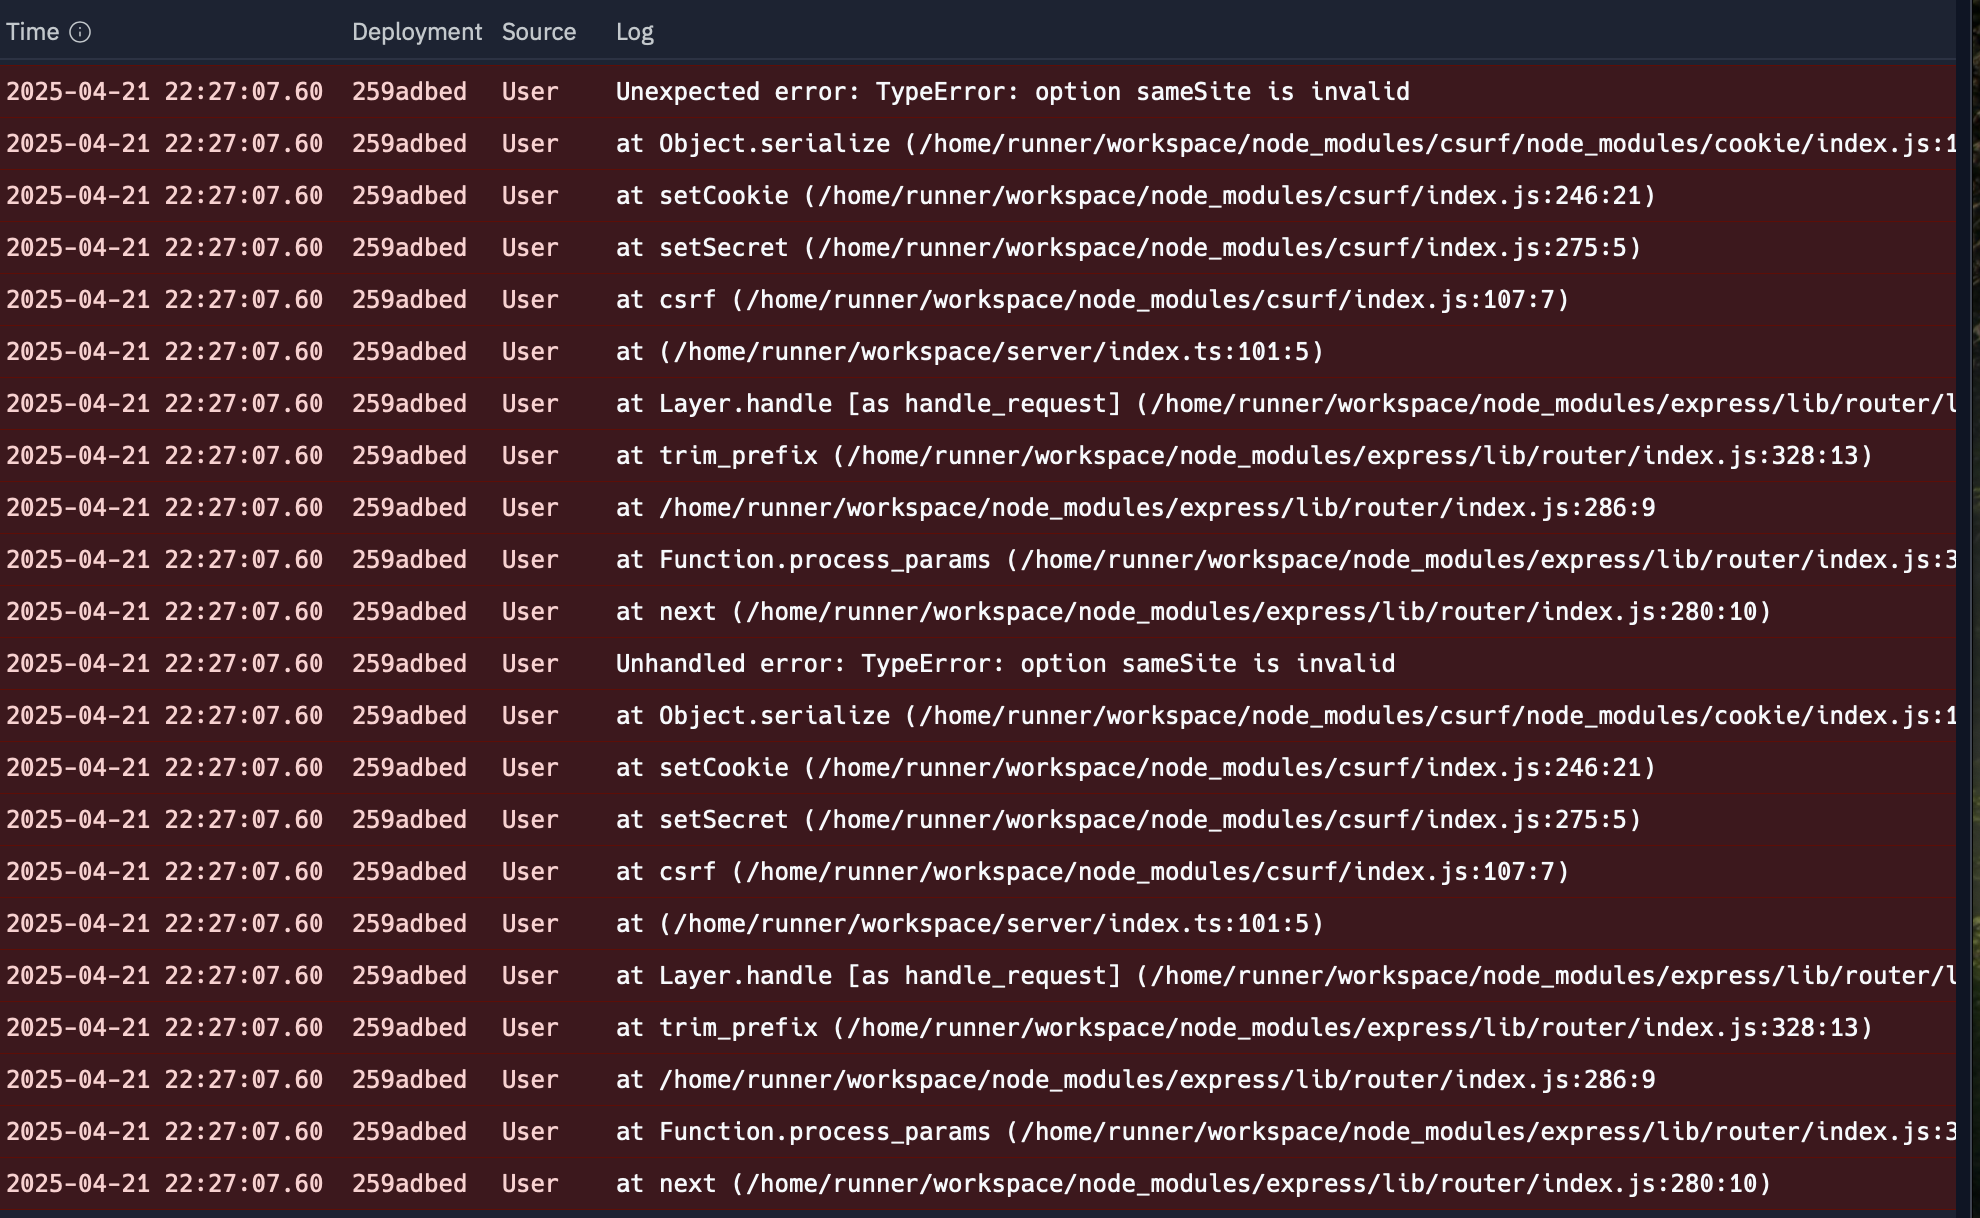 Time Deployment Source Log
2025-04-21 22:27:07.60 259adbed User Unexpected error: TypeError: option sameSite is invalid
2025-04-21 22:27:07.60 259adbed User at Object.serialize (/home/runner/workspace/node_modules/csurf/node_modules/cookie/index.js:1
2025-04-21 22:27:07.60 259adbed User at setCookie (/home/runner/workspace/node_modules/csurf/index.js:246:21)
2025-04-21 22:27:07.60 259adbed User at setSecret (/home/runner/workspace/node_modules/csurf/index.js:275:5)
2025-04-21 22:27:07.60 259adbed User at csrf (/home/runner/workspace/node_modules/csurf/index.js:107:7)
2025-04-21 22:27:07.60 259adbed User at (/home/runner/workspace/server/index.ts:101:5)
2025-04-21 22:27:07.60 259adbed User at Layer.handle [as handle_request] (/home/runner/workspace/node_modules/express/lib/router/l
2025-04-21 22:27:07.60 259adbed User at trim_prefix (/home/runner/workspace/node_modules/express/lib/router/index.js:328:13)
2025-04-21 22:27:07.60 259adbed User at /home/runner/workspace/node_modules/express/lib/router/index.js:286:9
2025-04-21 22:27:07.60 259adbed User at Function.process_params (/home/runner/workspace/node_modules/express/lib/router/index.js:3
2025-04-21 22:27:07.60 259adbed User at next (/home/runner/workspace/node_modules/express/lib/router/index.js:280:10)
2025-04-21 22:27:07.60 259adbed User Unhandled error: TypeError: option sameSite is invalid
2025-04-21 22:27:07.60 259adbed User at Object.serialize (/home/runner/workspace/node_modules/csurf/node_modules/cookie/index.js:1
2025-04-21 22:27:07.60 259adbed User at setCookie (/home/runner/workspace/node_modules/csurf/index.js:246:21)
2025-04-21 22:27:07.60 259adbed User at setSecret (/home/runner/workspace/node_modules/csurf/index.js:275:5)
2025-04-21 22:27:07.60 259adbed User at csrf (/home/runner/workspace/node_modules/csurf/index.js:107:7)
2025-04-21 22:27:07.60 259adbed User at (/home/runner/workspace/server/index.ts:101:5)
2025-04-21 22:27:07.60 259adbed User at Layer.handle [as handle_request] (/home/runner/workspace/node_modules/express/lib/router/l
2025-04-21 22:27:07.60 259adbed User at trim_prefix (/home/runner/workspace/node_modules/express/lib/router/index.js:328:13)
2025-04-21 22:27:07.60 259adbed User at /home/runner/workspace/node_modules/express/lib/router/index.js:286:9
2025-04-21 22:27:07.60 259adbed User at Function.process_params (/home/runner/workspace/node_modules/express/lib/router/index.js:3
2025-04-21 22:27:07.60 259adbed User at next (/home/runner/workspace/node_modules/express/lib/router/index.js:280:10)